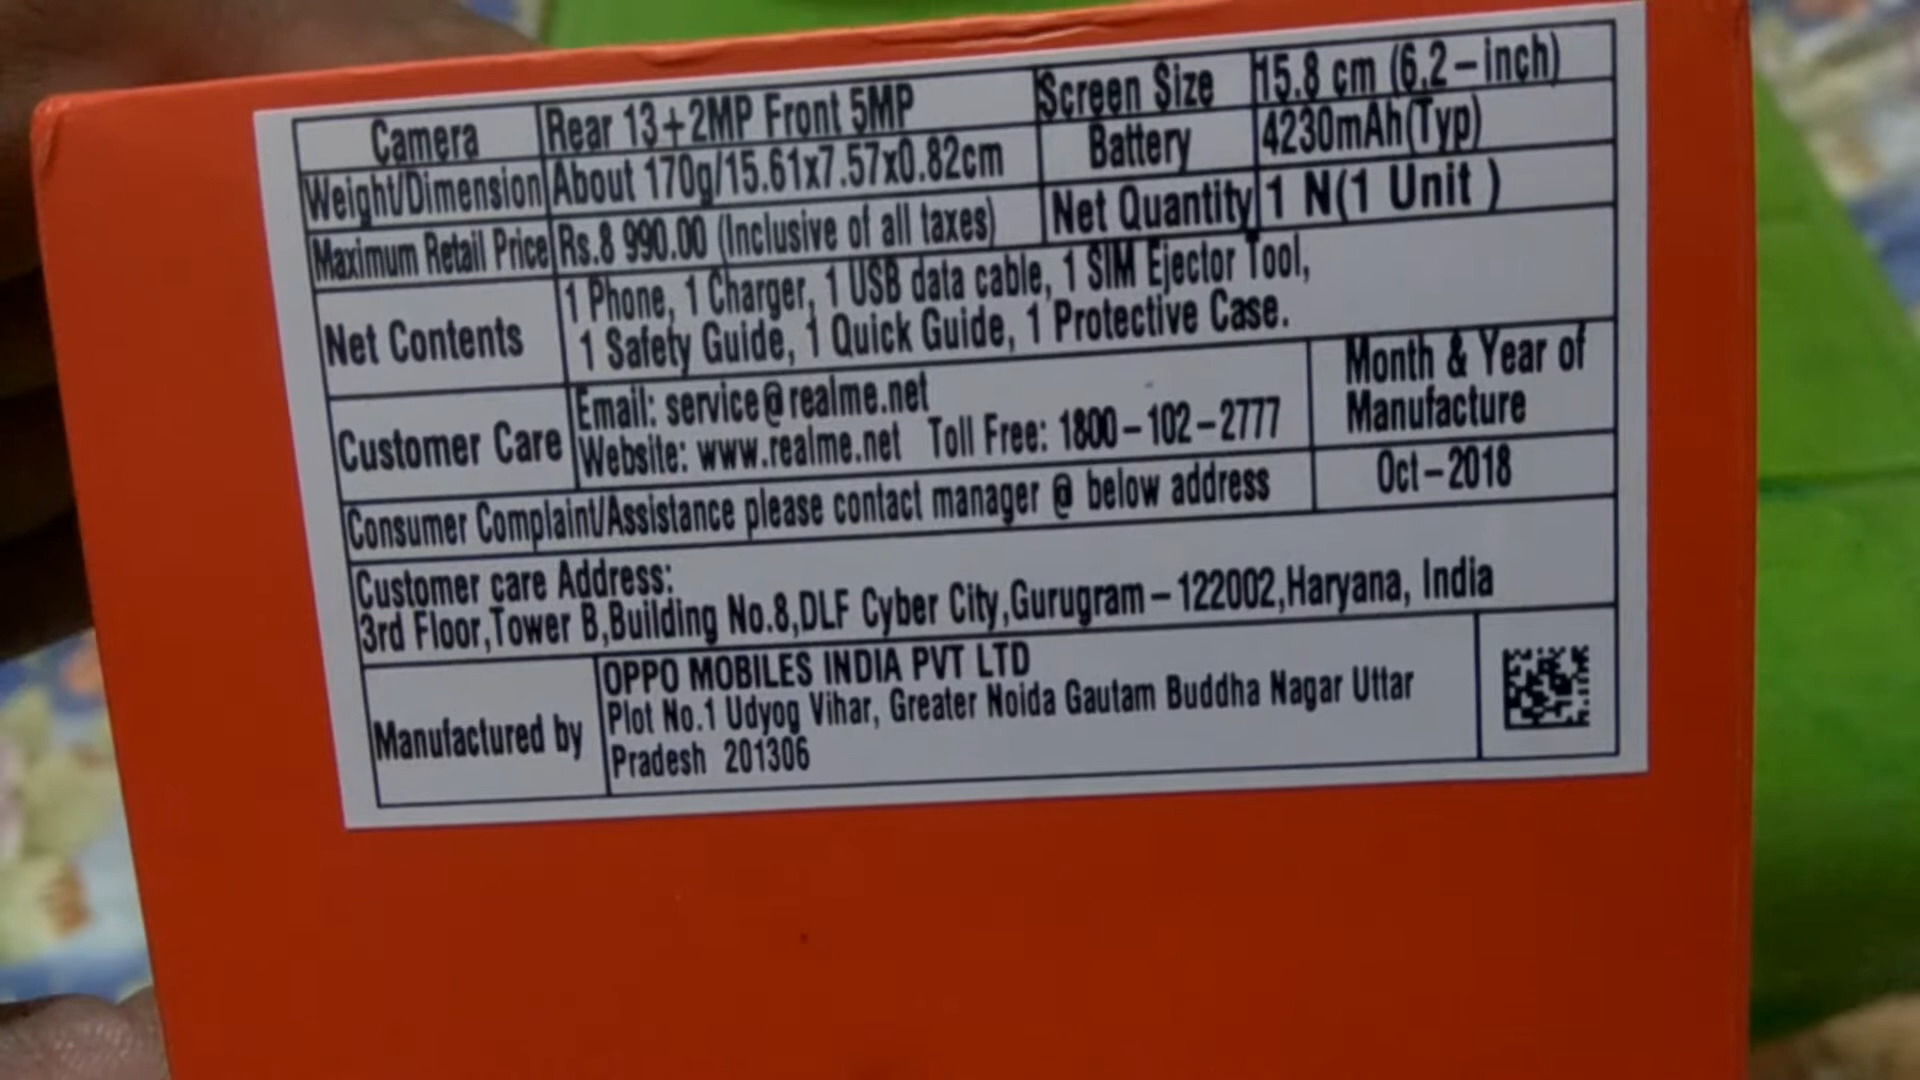 Camera Rear 13+2MP Front 5MP Screen Size 15.8 cm (6.2-inch)
Weight/Dimension About 170g/15.61x7.57x0.82cm Battery 4230mAh(Typ)
Maximum Retail Price Rs.8 990.00 (Inclusive of all taxes) Net Quantity 1 N(1 Unit )
Net Contents 1 Phone, 1 Charger, 1 USB data cable, 1 SIM Ejector Tool,
1 Safety Guide, 1 Quick Guide, 1 Protective Case.
Customer Care Email: service@realme.net
Website: www.realme.net Toll Free: 1800-102-2777
Month & Year of
Manufacture
Oct-2018
Consumer Complaint/Assistance please contact manager @ below address
Customer care Address:
3rd Floor,Tower B,Building No.8,DLF Cyber City,Gurugram-122002,Haryana, India
Manufactured by OPPO MOBILES INDIA PVT LTD
Plot No.1 Udyog Vihar, Greater Noida Gautam Buddha Nagar Uttar
Pradesh 201306